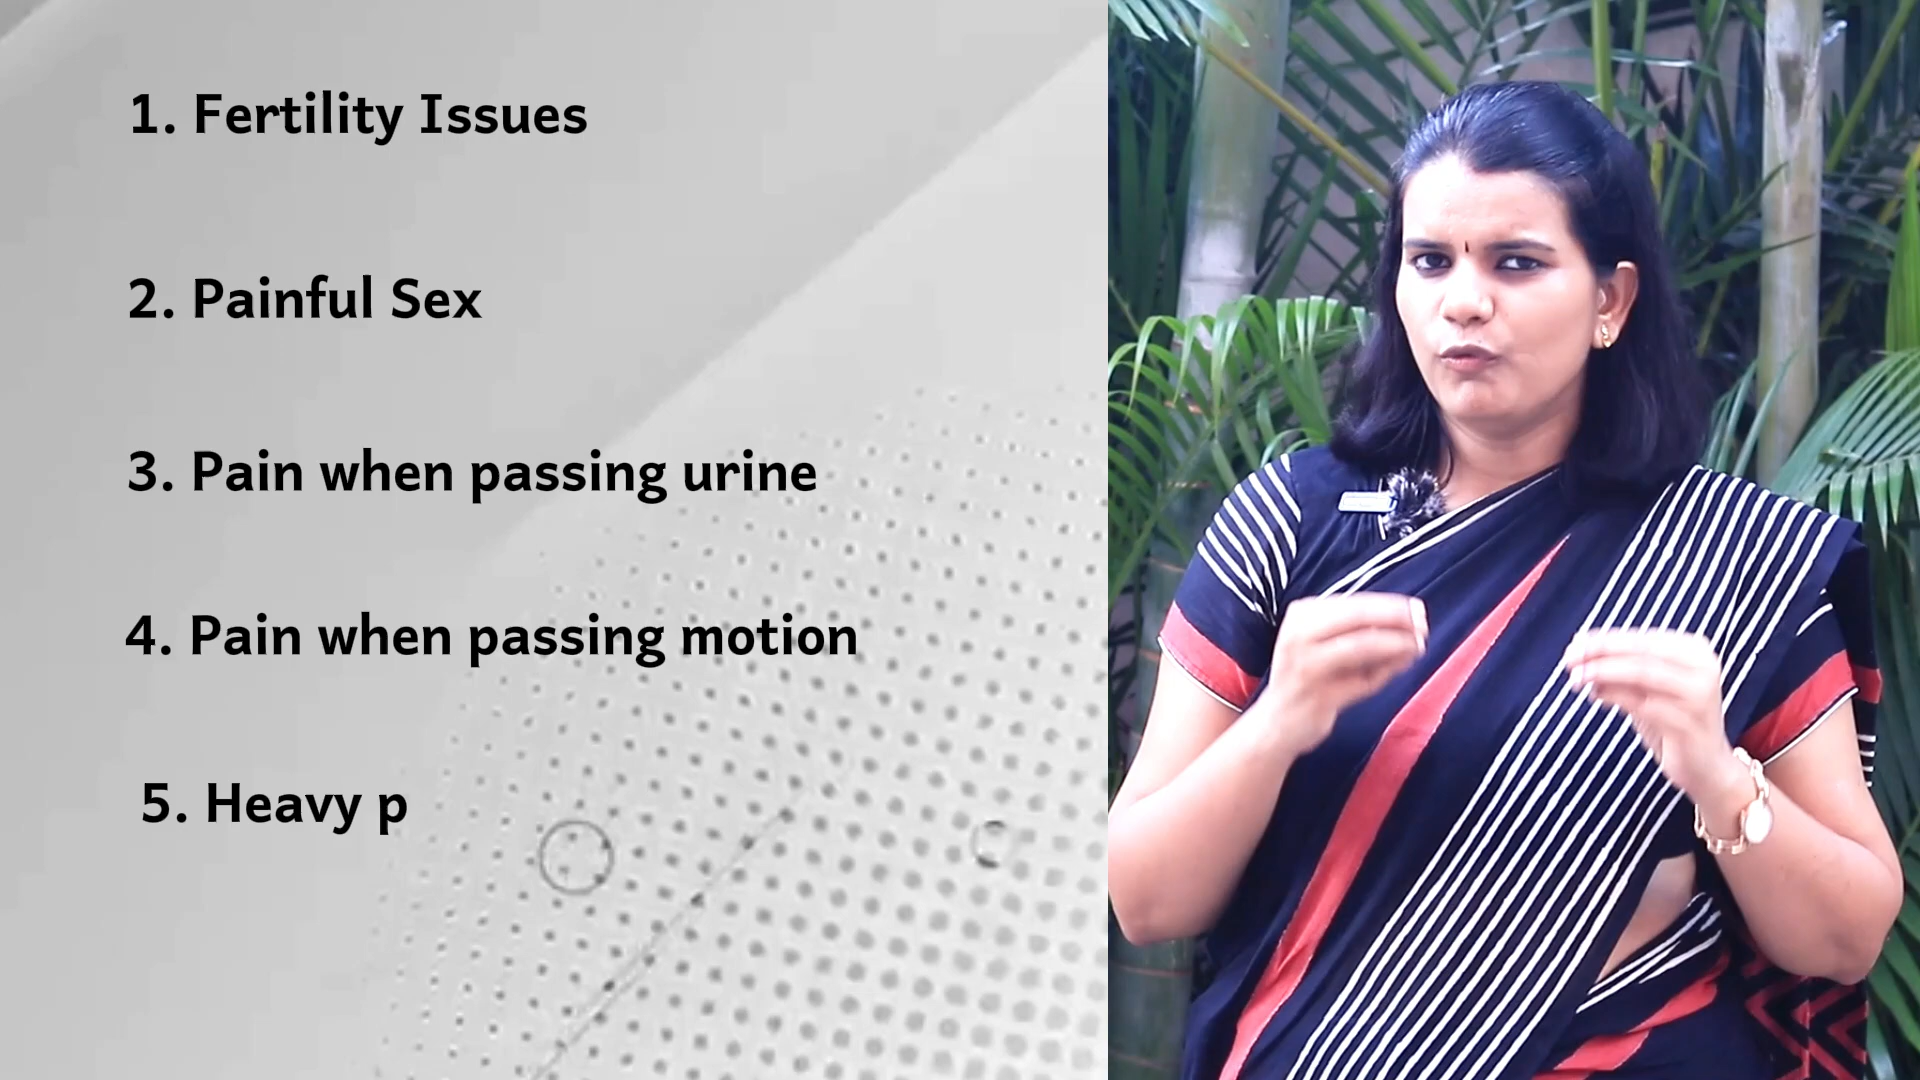 1. Fertility Issues
2. Painful Sex
3. Pain when passing urine
4. Pain when passing motion
5. Heavy p